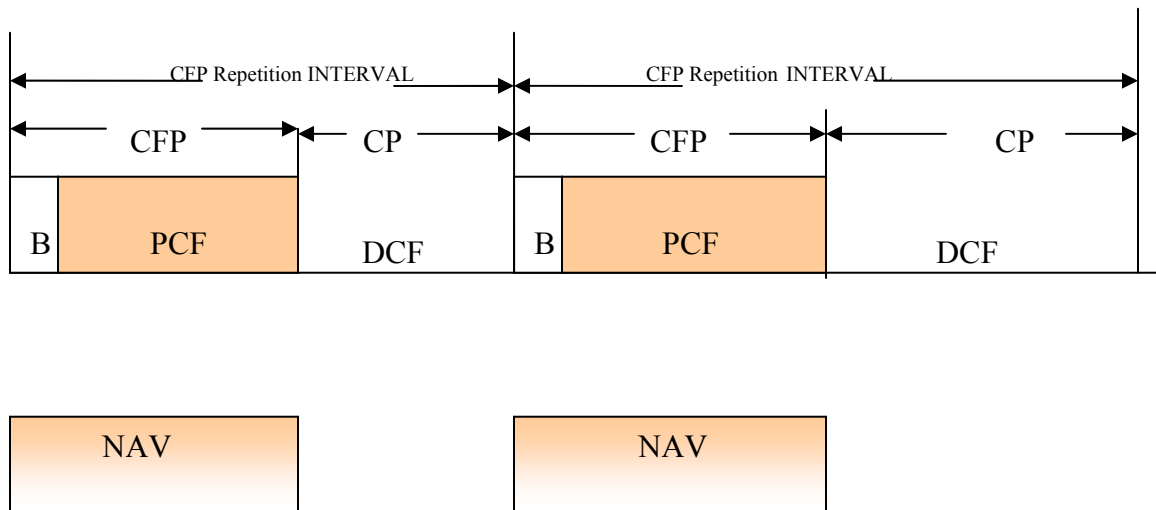 CFP Repetition INTERVAL CFP Repetition INTERVAL
CFP CP CFP CP
B PCF DCF B PCF DCF
NAV NAV